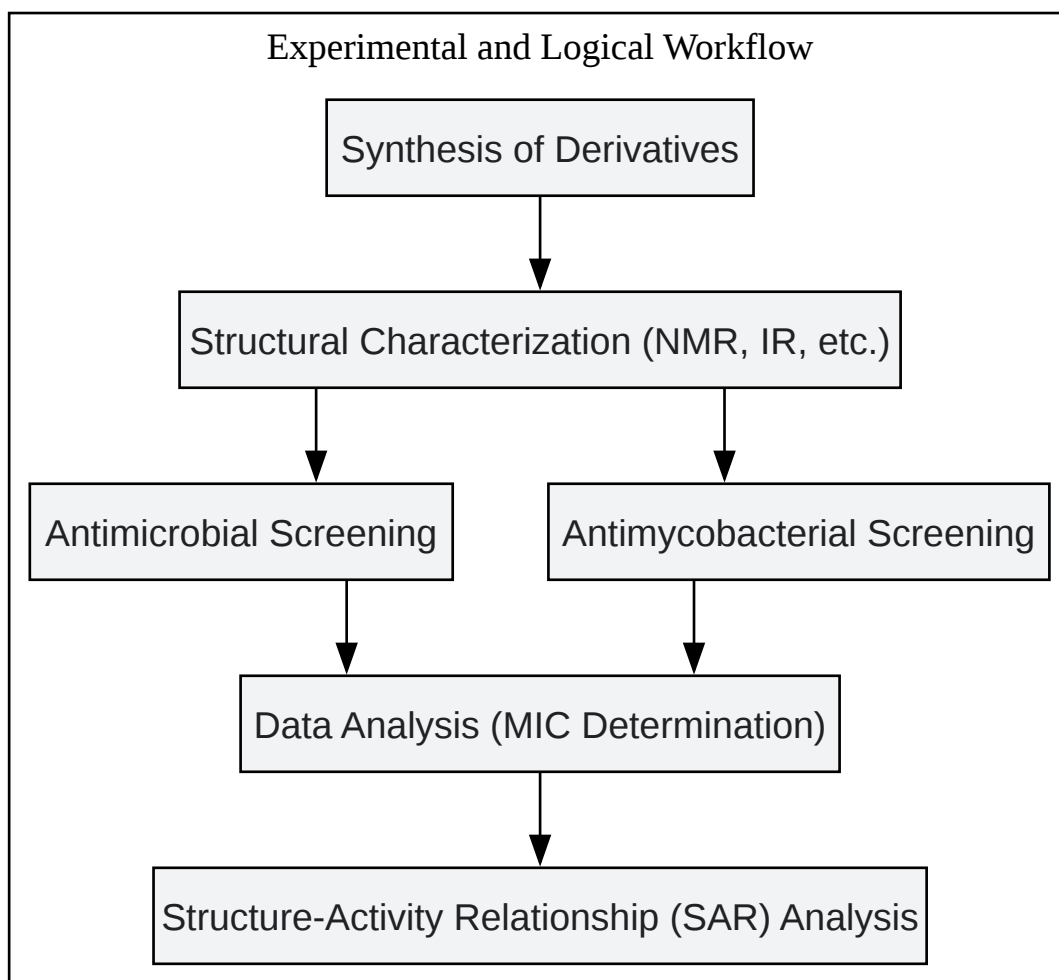 Experimental and Logical Workflow
Synthesis of Derivatives
Structural Characterization (NMR, IR, etc.)
Antimicrobial Screening
Antimycobacterial Screening
Data Analysis (MIC Determination)
Structure-Activity Relationship (SAR) Analysis